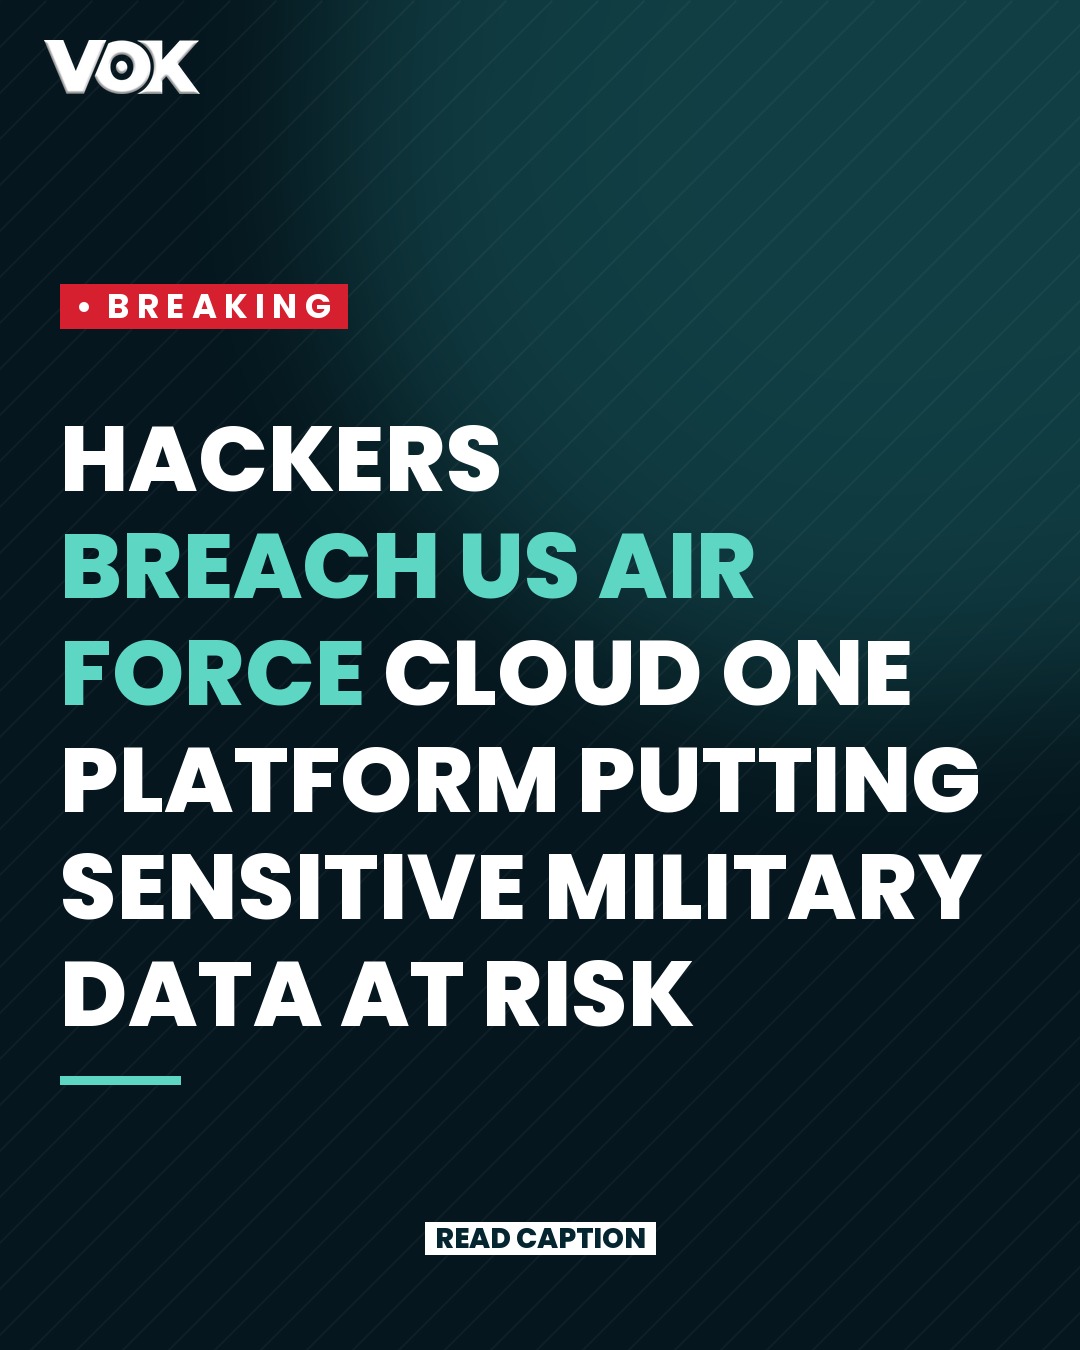 VOK
• BREAKING
HACKERS
BREACH US AIR
FORCE CLOUD ONE
PLATFORM PUTTING
SENSITIVE MILITARY
DATA AT RISK
READ CAPTION